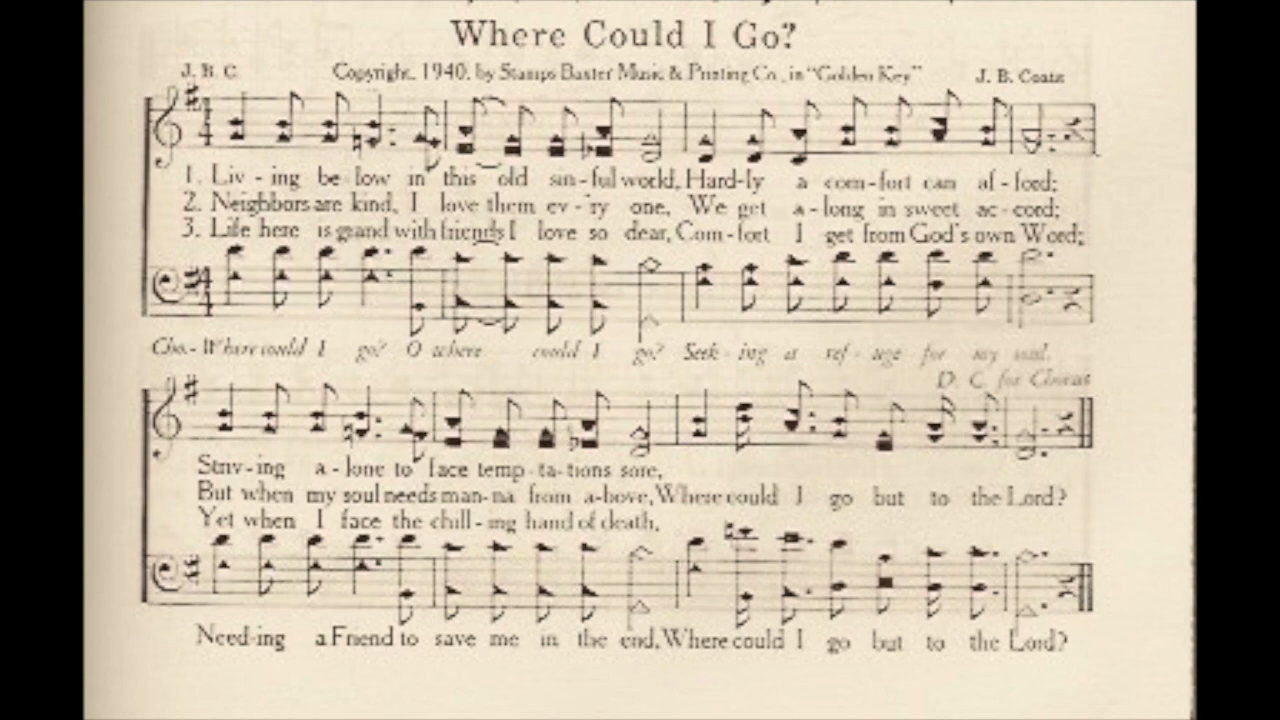 Where Could I Go?
J. B. C. Copyright, 1940, by Stamps Baxter Music & Printing Co., in "Golden Key" J. B. Coats
1. Liv - ing be - low in this old sin - ful world, Hard - ly a com - fort can af - ford;
2. Neighbors are kind, I love them ev - 'ry one, We get a - long in sweet ac - cord;
3. Life here is grand with friends I love so dear, Com - fort I get from God's own Word;
Cho. - Where could I go? O where could I go? Seek - ing a ref - uge for my soul.
D. C. for Chorus
Striv - ing a - lone to face temp - ta - tions sore,
But when my soul needs man - na from a - bove, Where could I go but to the Lord?
Yet when I face the chill - ing hand of death,
Need - ing a Friend to save me in the end, Where could I go but to the Lord?